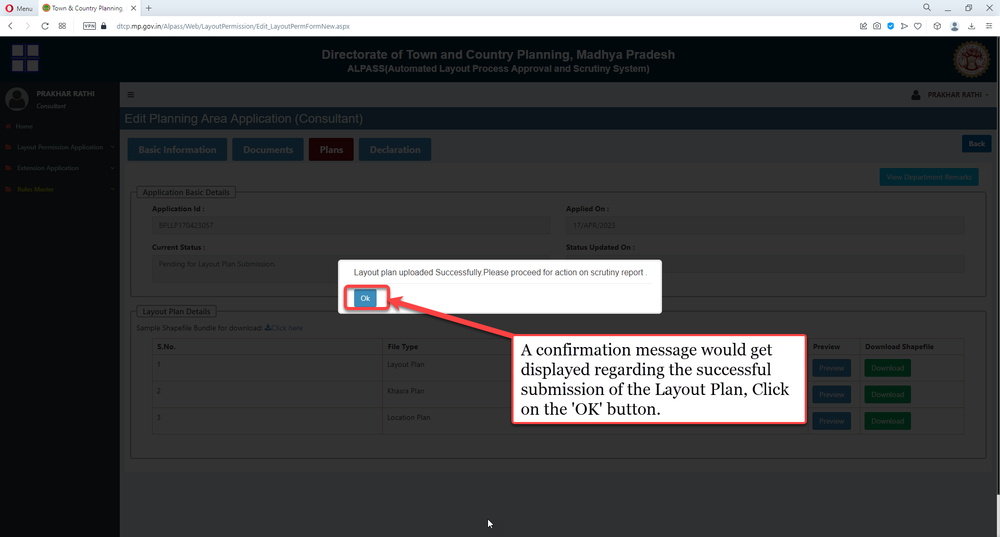 Menu
Town & Country Planning,
VPN
dtcp.mp.gov.in/Alpass/Web/LayoutPermission/Edit_LayoutPermFormNew.aspx
Directorate of Town and Country Planning, Madhya Pradesh
ALPASS(Automated Layout Process Approval and Scrutiny System)
PRAKHAR RATHI
Consultant
PRAKHAR RATHI
Edit Planning Area Application (Consultant)
Home
Layout Permission Application
Extension Application
Rules Master
Basic Information
Documents
Plans
Declaration
Back
View Department Remarks
Application Basic Details
Application Id :
Applied On :
BPLLP170423057
17/APR/2023
Current Status :
Status Updated On :
Pending for Layout Plan Submission.
Layout plan uploaded Successfully.Please proceed for action on scrutiny report .
Ok
Layout Plan Details
Sample Shapefile Bundle for download: Click here
S.No.
File Type
Preview
Download Shapefile
1
Layout Plan
Preview
Download
2
Khasra Plan
Preview
Download
3
Location Plan
Preview
Download
A confirmation message would get
displayed regarding the successful
submission of the Layout Plan, Click
on the 'OK' button.